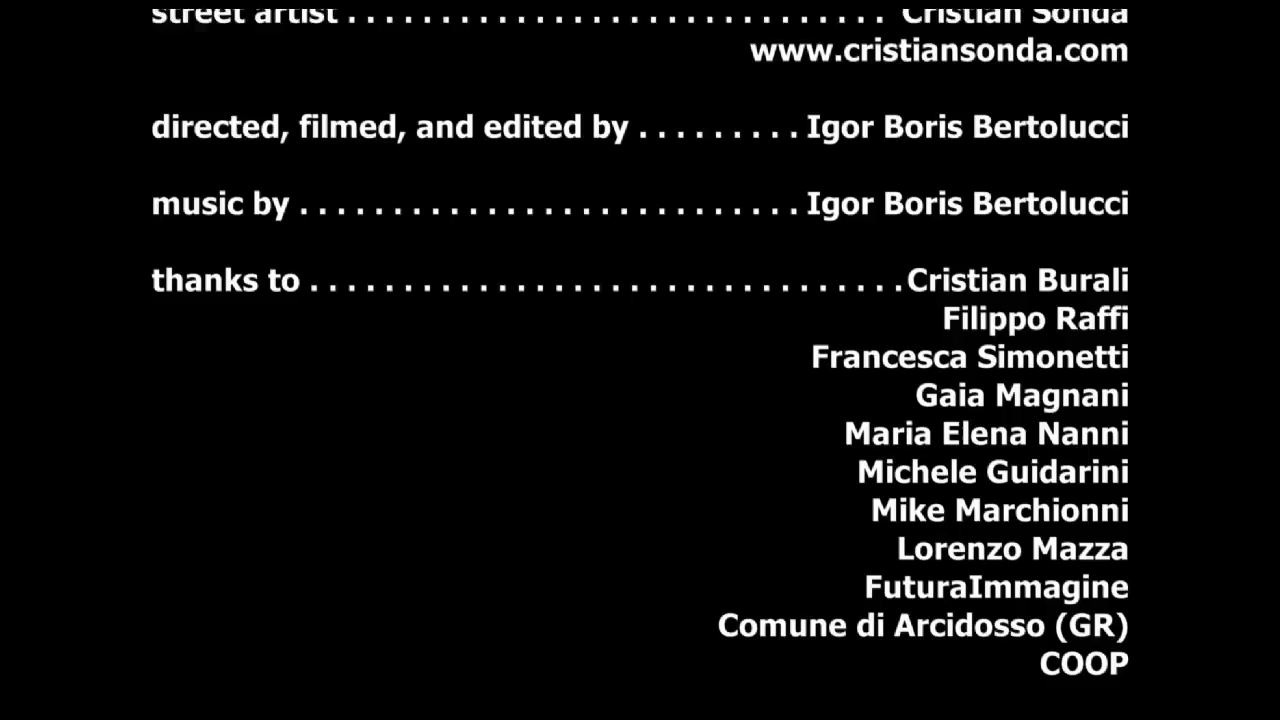 street artist . . . . . . . . . . . . . . . . . . . . . . . . . . . . . Cristian Sonda
www.cristiansonda.com
directed, filmed, and edited by . . . . . . . . . Igor Boris Bertolucci
music by . . . . . . . . . . . . . . . . . . . . . . . . . . . Igor Boris Bertolucci
thanks to . . . . . . . . . . . . . . . . . . . . . . . . . . . . . . . . Cristian Burali
Filippo Raffi
Francesca Simonetti
Gaia Magnani
Maria Elena Nanni
Michele Guidarini
Mike Marchionni
Lorenzo Mazza
FuturaImmagine
Comune di Arcidosso (GR)
COOP